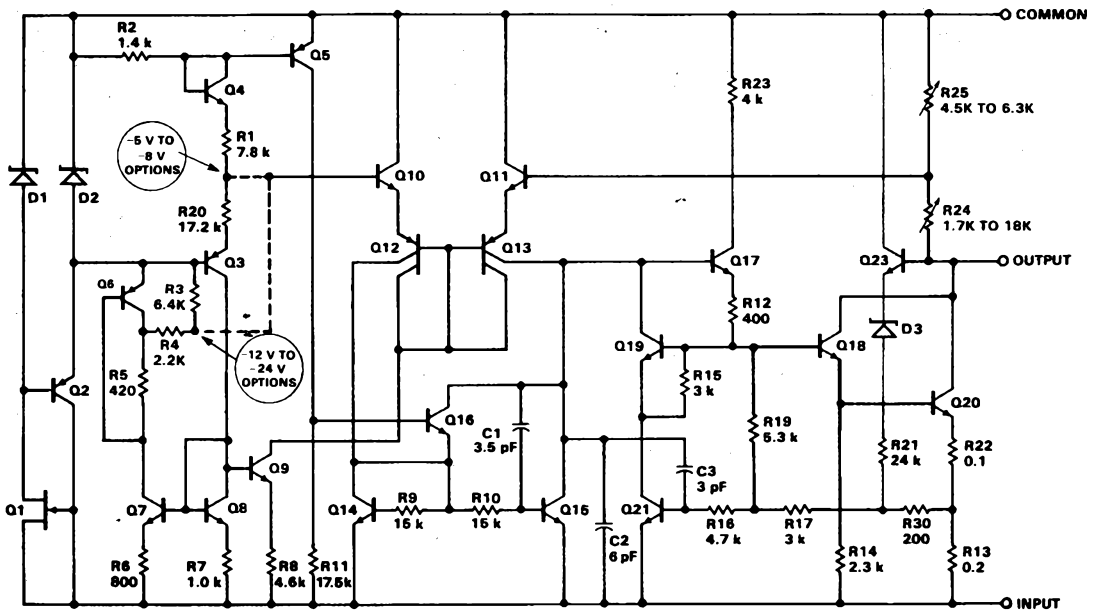 COMMON
R2
1.4 k
Q5
Q4
R23
4 k
R25
4.5K TO 6.3K
–5 V TO
–8 V
OPTIONS
R1
7.8 k
D1
D2
Q10
Q11
R20
17.2 k
R24
1.7K TO 18K
Q12
Q13
Q3
Q17
Q23
OUTPUT
Q6
R3
6.4K
R12
400
R4
2.2K
D3
–12 V TO
–24 V
OPTIONS
Q19
Q18
Q2
R5
420
R15
3 k
Q20
Q16
C1
3.5 pF
R19
5.3 k
R21
24 k
R22
0.1
Q9
C3
3 pF
Q1
Q7
Q8
Q14
R9
15 k
R10
15 k
Q15
Q21
R16
4.7 k
R17
3 k
R30
200
C2
6 pF
R6
800
R7
1.0 k
R8
4.6k
R11
17.5k
R14
2.3 k
R13
0.2
INPUT